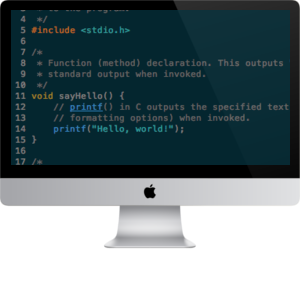 4 */
5 #include <stdio.h>
6
7 /*
8 * Function (method) declaration. This outputs
9 * standard output when invoked.
10 */
11 void sayHello() {
12 // printf() in C outputs the specified text
13 // formatting options) when invoked.
14 printf("Hello, world!");
15 }
16
17 /*